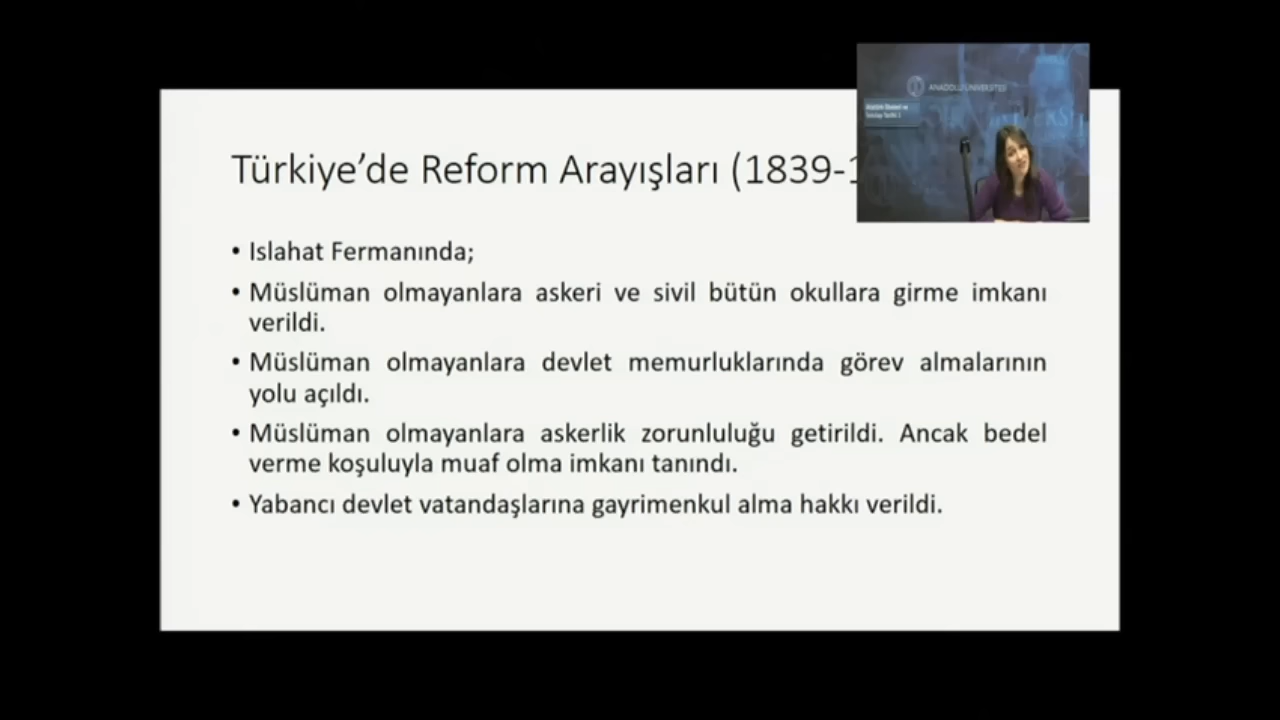 Türkiye’de Reform Arayışları (1839-
ANADOLU ÜNİVERSİTESİ
• Islahat Fermanında;
• Müslüman olmayanlara askeri ve sivil bütün okullara girme imkanı
verildi.
• Müslüman olmayanlara devlet memurluklarında görev almalarının
yolu açıldı.
• Müslüman olmayanlara askerlik zorunluluğu getirildi. Ancak bedel
verme koşuluyla muaf olma imkanı tanındı.
• Yabancı devlet vatandaşlarına gayrimenkul alma hakkı verildi.